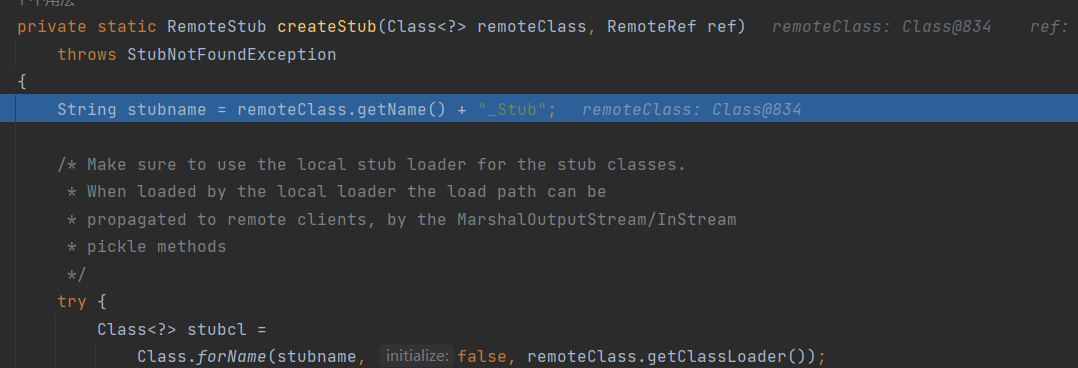 private static RemoteStub createStub(Class<?> remoteClass, RemoteRef ref)   remoteClass: Class@834    ref:
    throws StubNotFoundException
{
    String stubname = remoteClass.getName() + "_Stub";   remoteClass: Class@834
    /* Make sure to use the local stub loader for the stub classes.
     * When loaded by the local loader the load path can be
     * propagated to remote clients, by the MarshalOutputStream/InStream
     * pickle methods
     */
    try {
        Class<?> stubcl =
            Class.forName(stubname, initialize: false, remoteClass.getClassLoader());